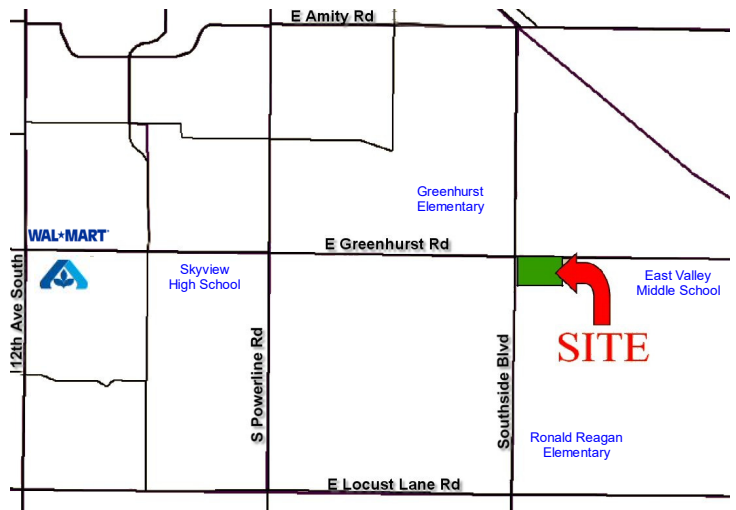 E Amity Rd
Greenhurst
Elementary
WAL★MART
E Greenhurst Rd
Skyview
High School
East Valley
Middle School
12th Ave South
S Powerline Rd
Southside Blvd
SITE
Ronald Reagan
Elementary
E Locust Lane Rd